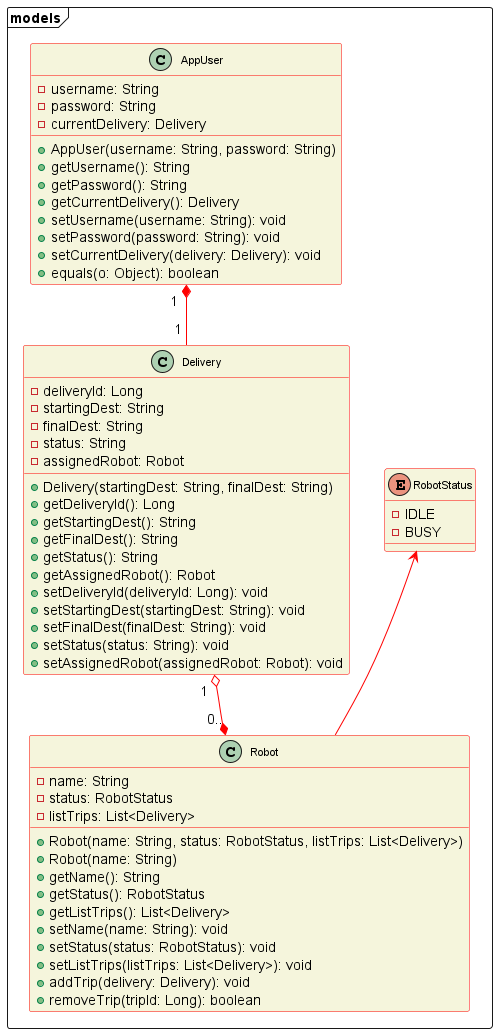 models
C AppUser
username: String
password: String
currentDelivery: Delivery
AppUser(username: String, password: String)
getUsername(): String
getPassword(): String
getCurrentDelivery(): Delivery
setUsername(username: String): void
setPassword(password: String): void
setCurrentDelivery(delivery: Delivery): void
equals(o: Object): boolean
1
1
C Delivery
deliveryId: Long
startingDest: String
finalDest: String
status: String
assignedRobot: Robot
Delivery(startingDest: String, finalDest: String)
getDeliveryId(): Long
getStartingDest(): String
getFinalDest(): String
getStatus(): String
getAssignedRobot(): Robot
setDeliveryId(deliveryId: Long): void
setStartingDest(startingDest: String): void
setFinalDest(finalDest: String): void
setStatus(status: String): void
setAssignedRobot(assignedRobot: Robot): void
E RobotStatus
IDLE
BUSY
1
0..
C Robot
name: String
status: RobotStatus
listTrips: List<Delivery>
Robot(name: String, status: RobotStatus, listTrips: List<Delivery>)
Robot(name: String)
getName(): String
getStatus(): RobotStatus
getListTrips(): List<Delivery>
setName(name: String): void
setStatus(status: RobotStatus): void
setListTrips(listTrips: List<Delivery>): void
addTrip(delivery: Delivery): void
removeTrip(tripId: Long): boolean